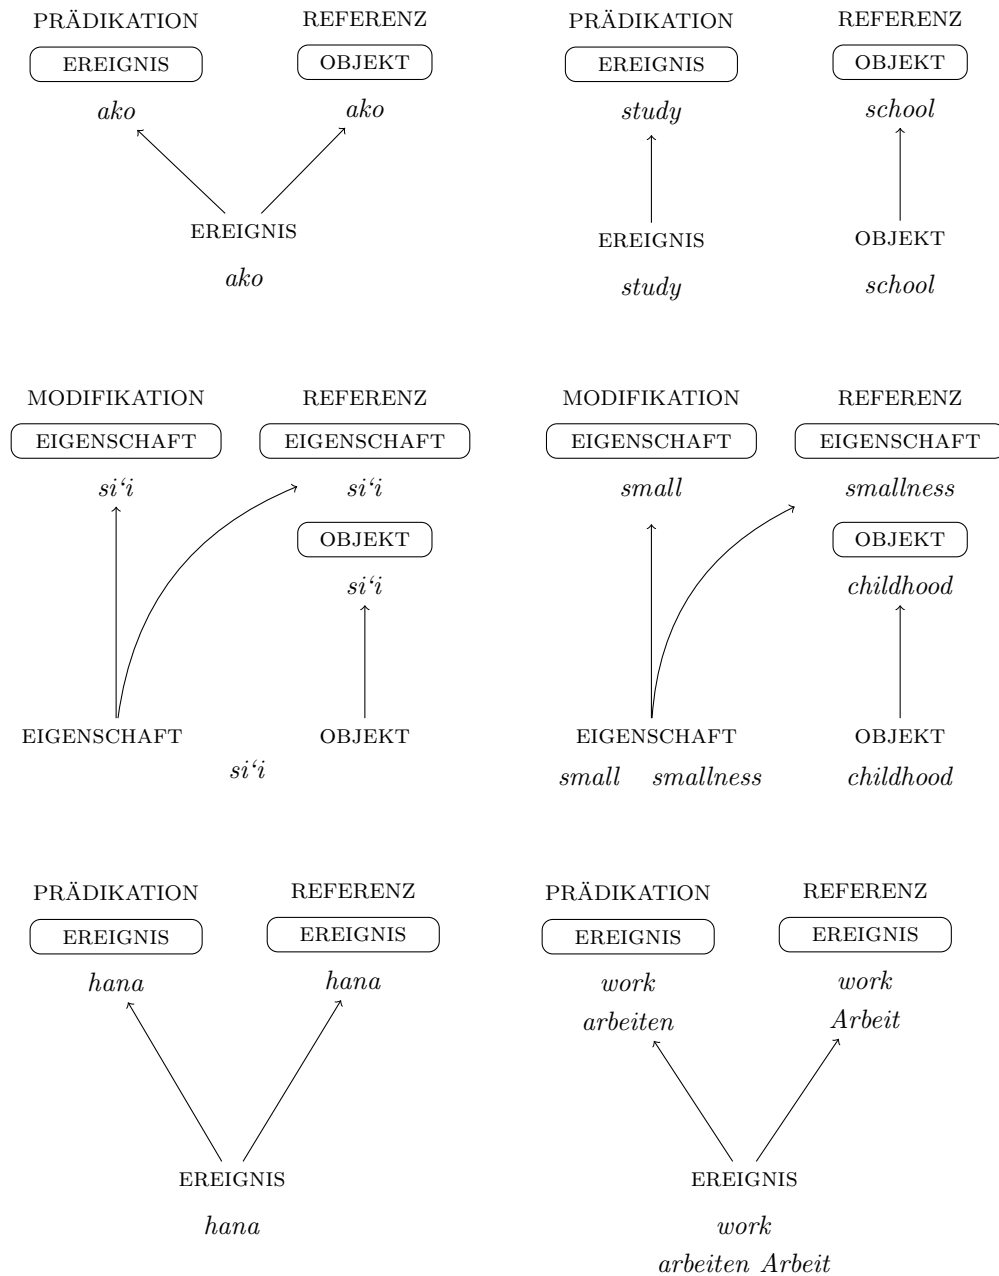 PRÄDIKATION REFERENZ PRÄDIKATION REFERENZ
EREIGNIS OBJEKT EREIGNIS OBJEKT
ako ako study school
EREIGNIS EREIGNIS OBJEKT
ako study school
MODIFIKATION REFERENZ MODIFIKATION REFERENZ
EIGENSCHAFT EIGENSCHAFT EIGENSCHAFT EIGENSCHAFT
si‘i si‘i small smallness
OBJEKT OBJEKT
si‘i childhood
EIGENSCHAFT OBJEKT EIGENSCHAFT OBJEKT
si‘i small smallness childhood
PRÄDIKATION REFERENZ PRÄDIKATION REFERENZ
EREIGNIS EREIGNIS EREIGNIS EREIGNIS
hana hana work work
arbeiten Arbeit
EREIGNIS EREIGNIS
hana work
arbeiten Arbeit